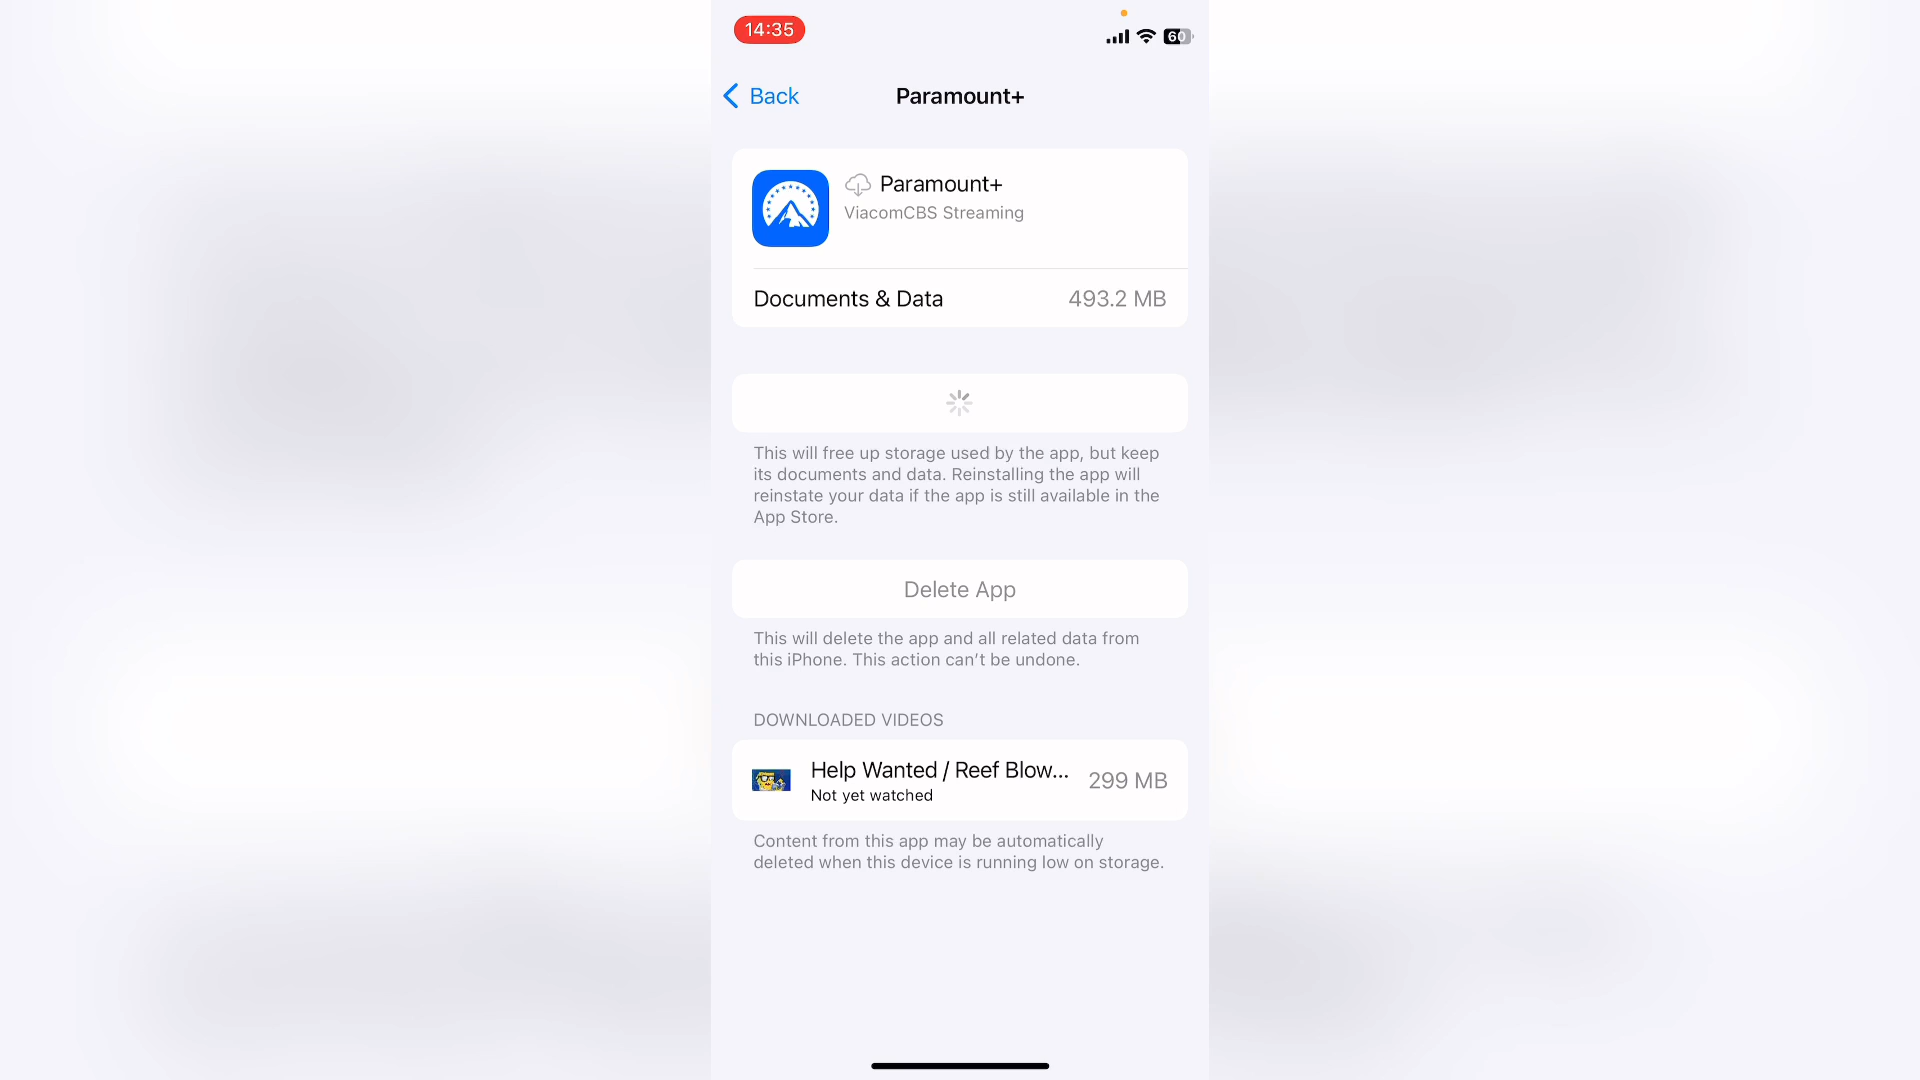 14:35
60
Back
Paramount+
Paramount+
ViacomCBS Streaming
Documents & Data
493.2 MB
This will free up storage used by the app, but keep
its documents and data. Reinstalling the app will
reinstate your data if the app is still available in the
App Store.
Delete App
This will delete the app and all related data from
this iPhone. This action can’t be undone.
DOWNLOADED VIDEOS
Help Wanted / Reef Blow...
299 MB
Not yet watched
Content from this app may be automatically
deleted when this device is running low on storage.